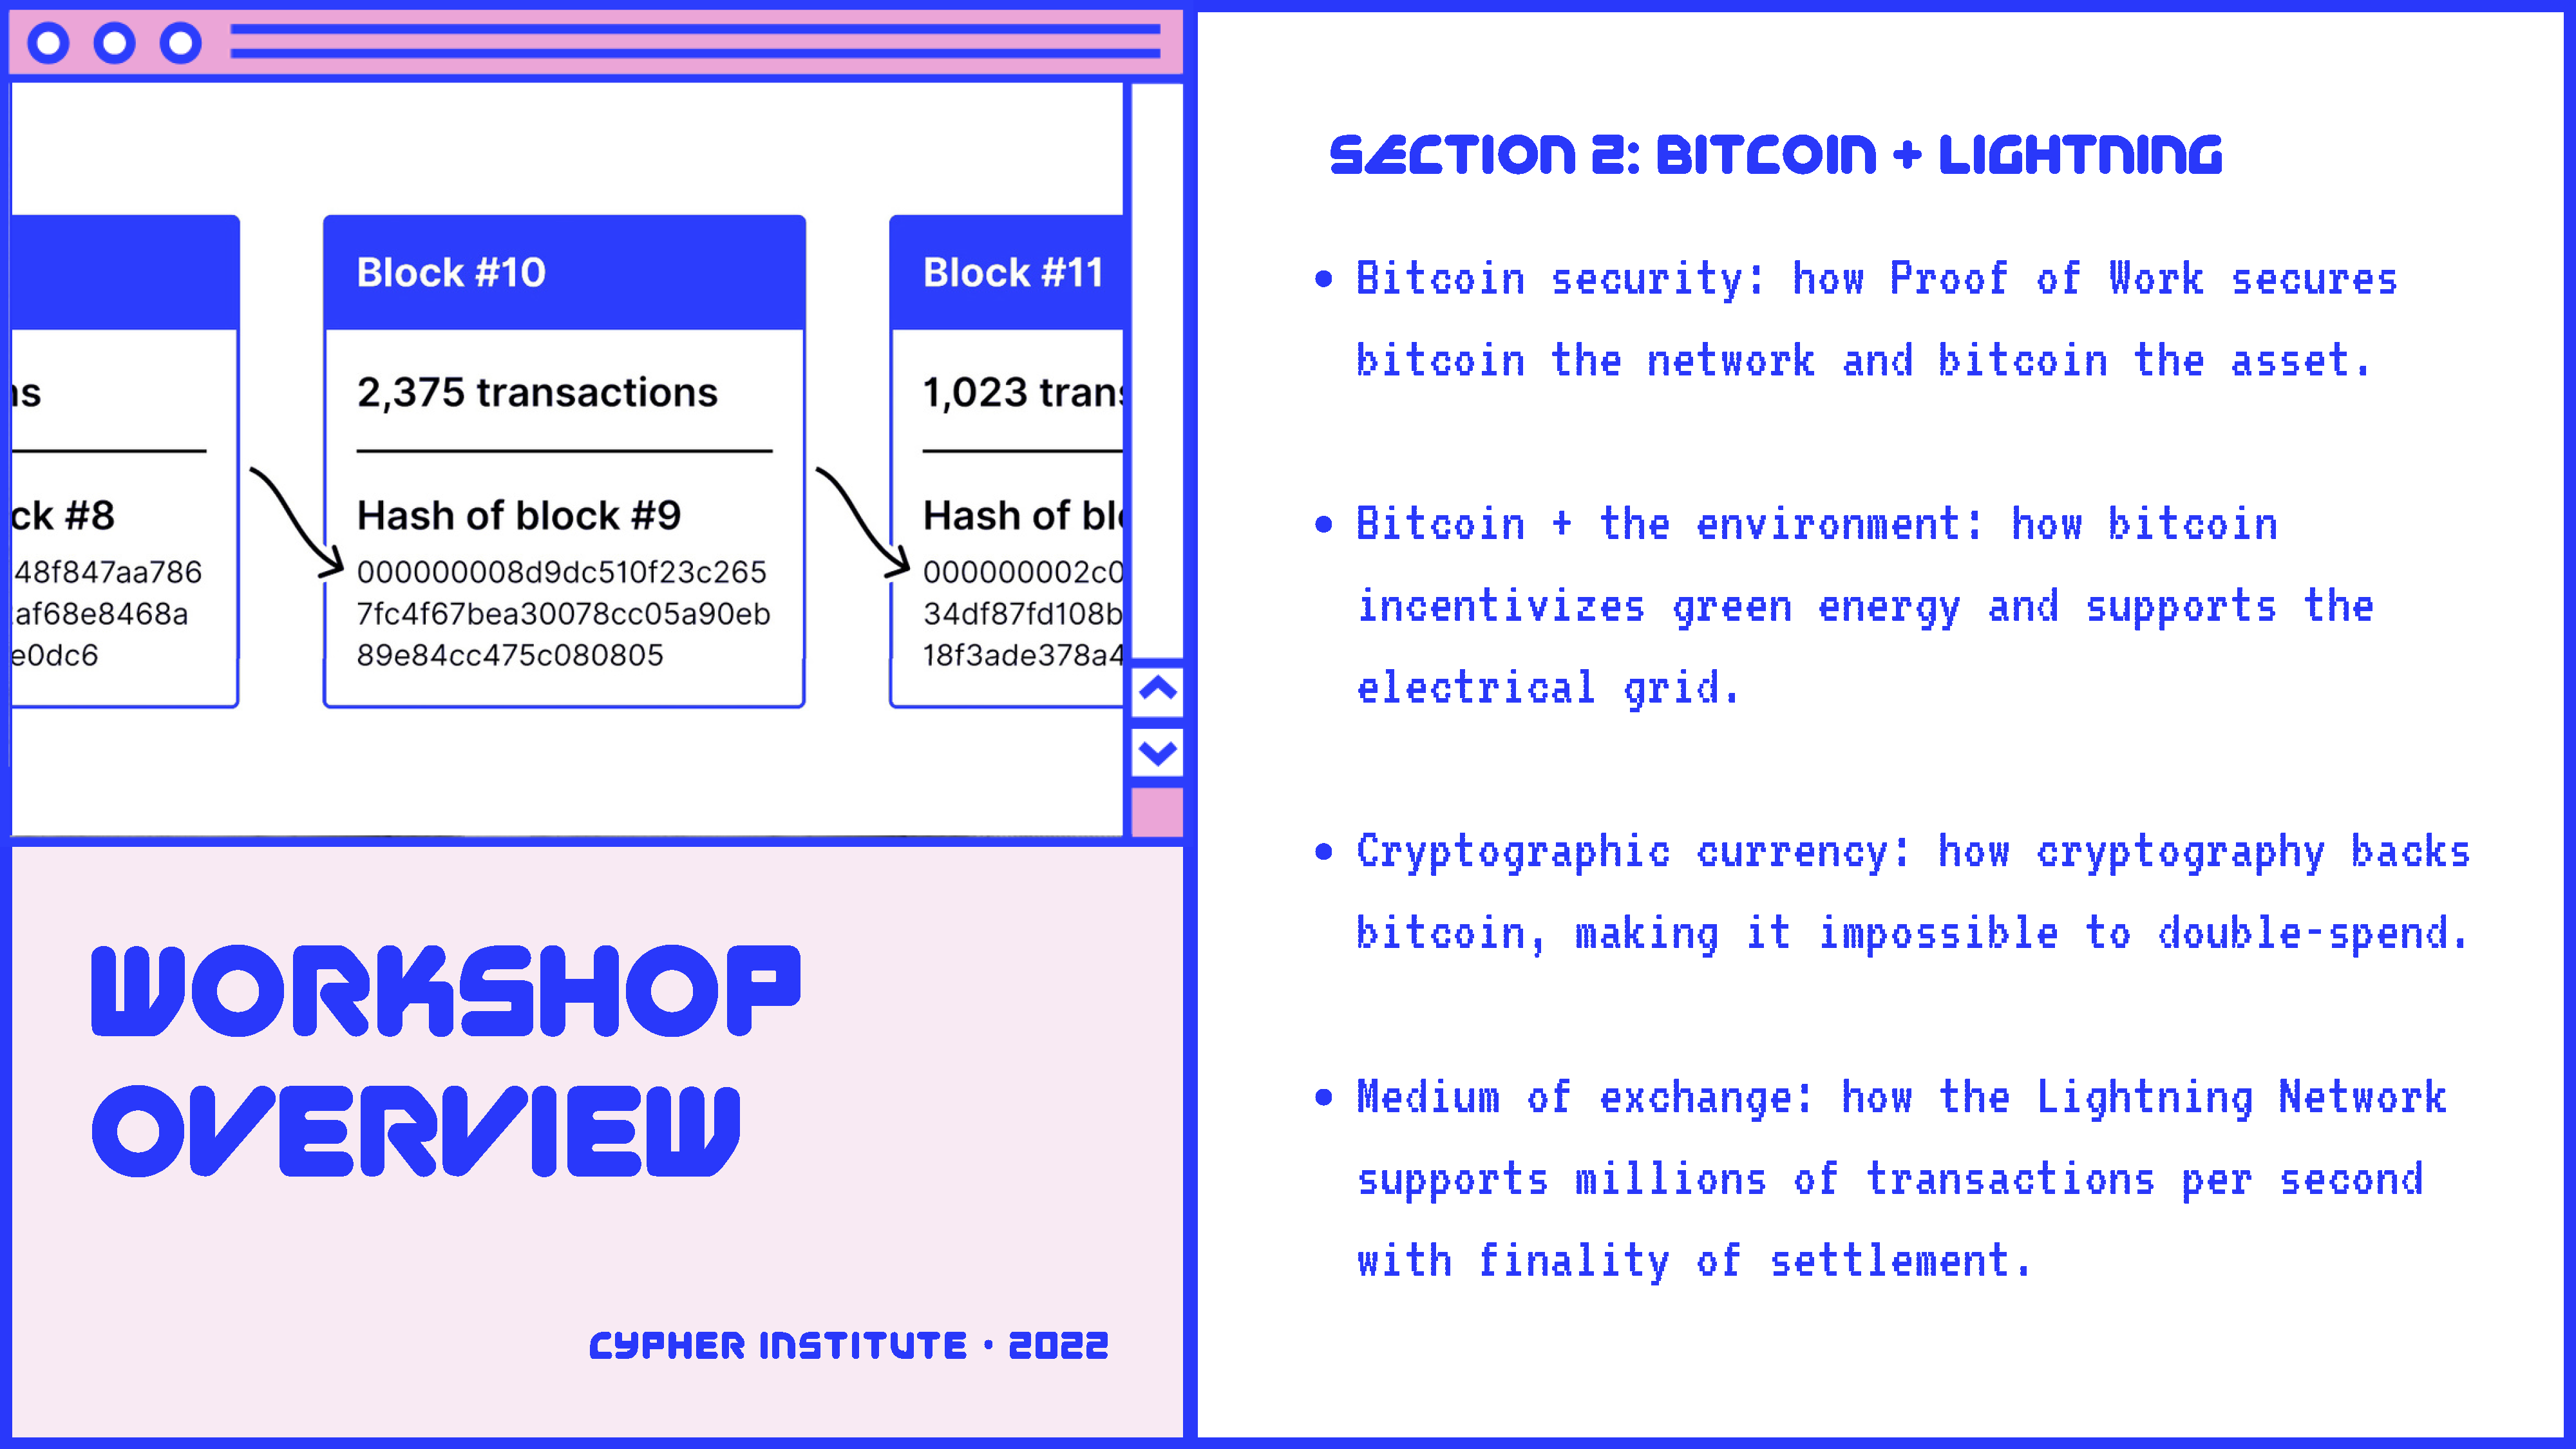 Block #10
Block #11
ns
2,375 transactions
1,023 trans
ck #8
Hash of block #9
Hash of blo
48f847aa786
000000008d9dc510f23c265
000000002c0
af68e8468a
7fc4f67bea30078cc05a90eb
34df87fd108b
e0dc6
89e84cc475c080805
18f3ade378a4
WORKSHOP
OVERVIEW
CYPHER INSTITUTE · 2022
SECTION 2: BITCOIN + LIGHTNING
• Bitcoin security: how Proof of Work secures
bitcoin the network and bitcoin the asset.
• Bitcoin + the environment: how bitcoin
incentivizes green energy and supports the
electrical grid.
• Cryptographic currency: how cryptography backs
bitcoin, making it impossible to double-spend.
• Medium of exchange: how the Lightning Network
supports millions of transactions per second
with finality of settlement.